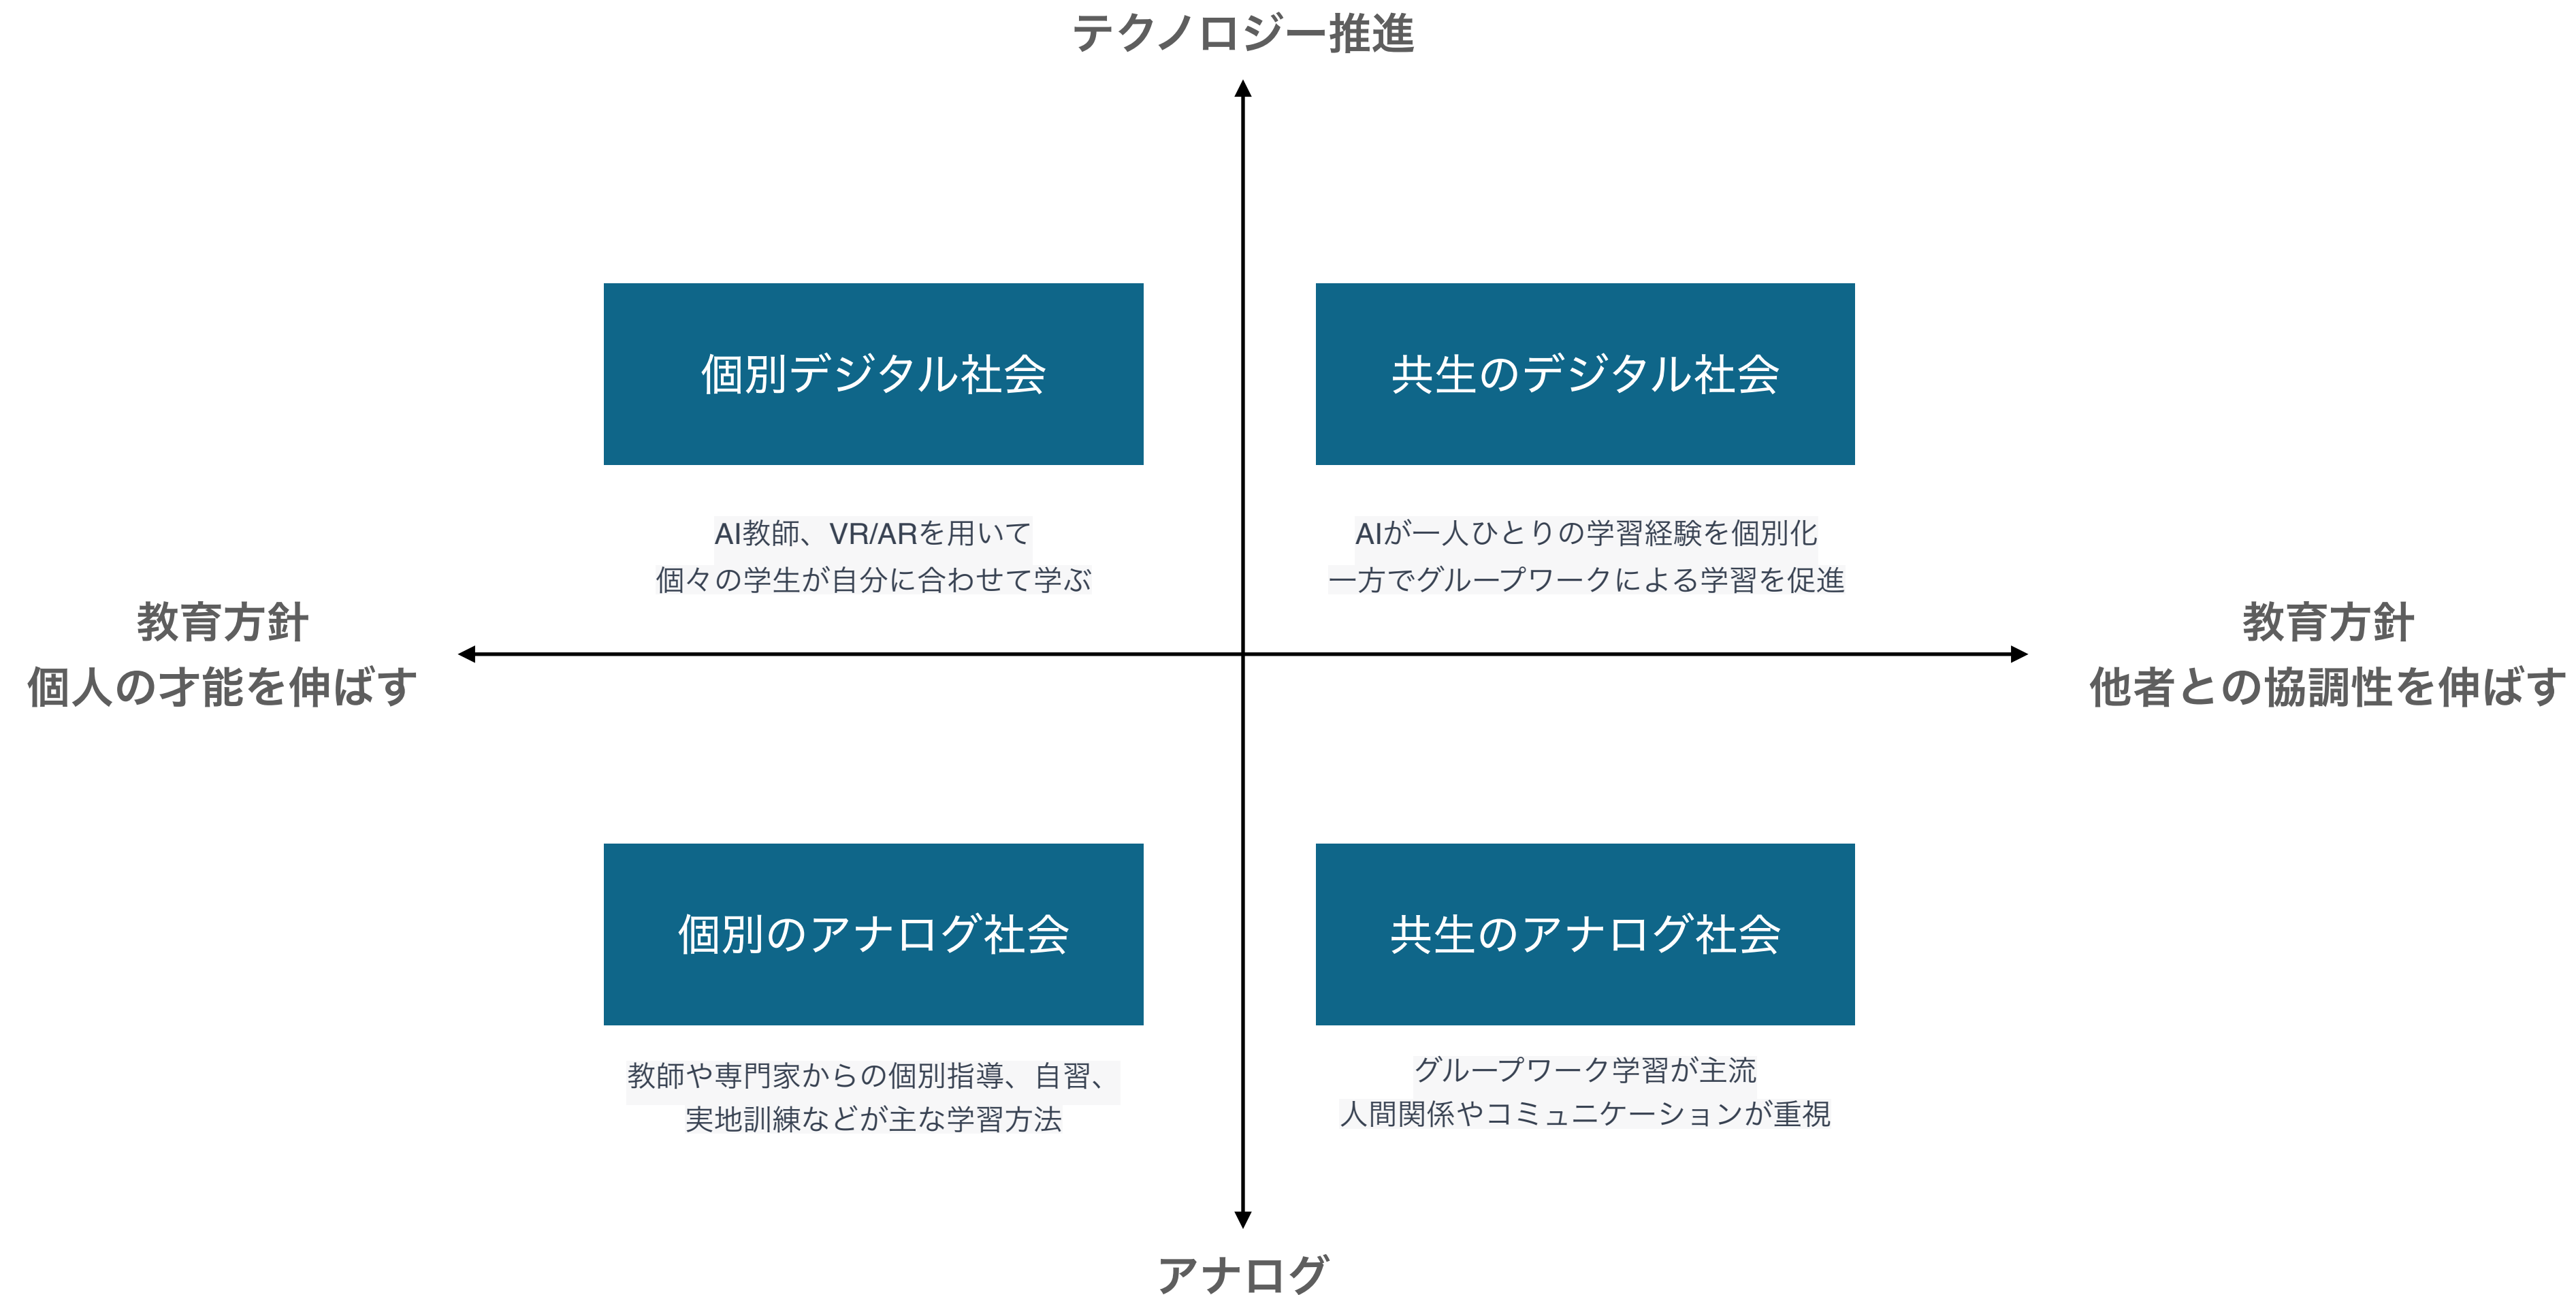 テクノロジー推進
個別デジタル社会
共生のデジタル社会
AI教師、VR/ARを用いて
個々の学生が自分に合わせて学ぶ
AIが一人ひとりの学習経験を個別化
一方でグループワークによる学習を促進
教育方針
個人の才能を伸ばす
教育方針
他者との協調性を伸ばす
個別のアナログ社会
共生のアナログ社会
教師や専門家からの個別指導、自習、
実地訓練などが主な学習方法
グループワーク学習が主流
人間関係やコミュニケーションが重視
アナログ